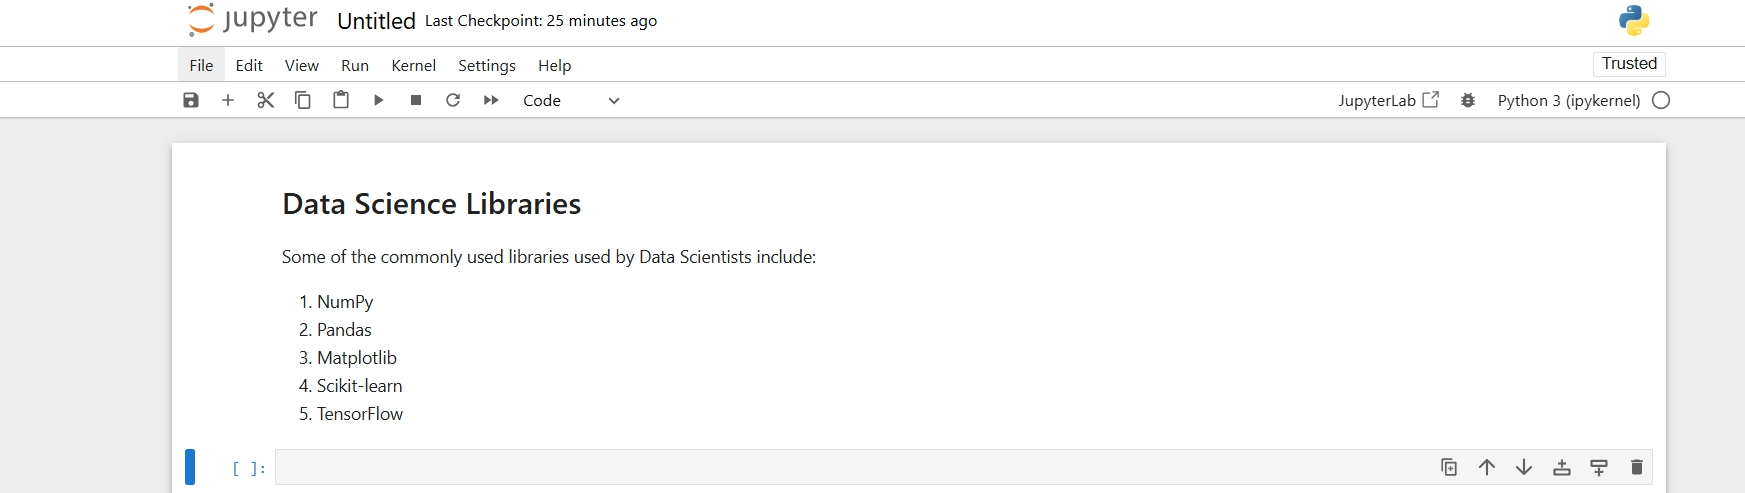 jupyter Untitled Last Checkpoint: 25 minutes ago
File Edit View Run Kernel Settings Help Trusted
Code JupyterLab Python 3 (ipykernel)
Data Science Libraries
Some of the commonly used libraries used by Data Scientists include:
1. NumPy
2. Pandas
3. Matplotlib
4. Scikit-learn
5. TensorFlow
[ ]: